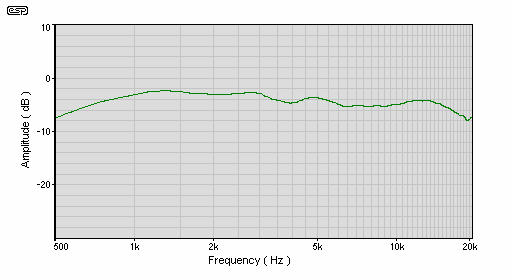 esp
10
0
-10
-20
Amplitude ( dB )
500 1k 2k 5k 10k 20k
Frequency ( Hz )